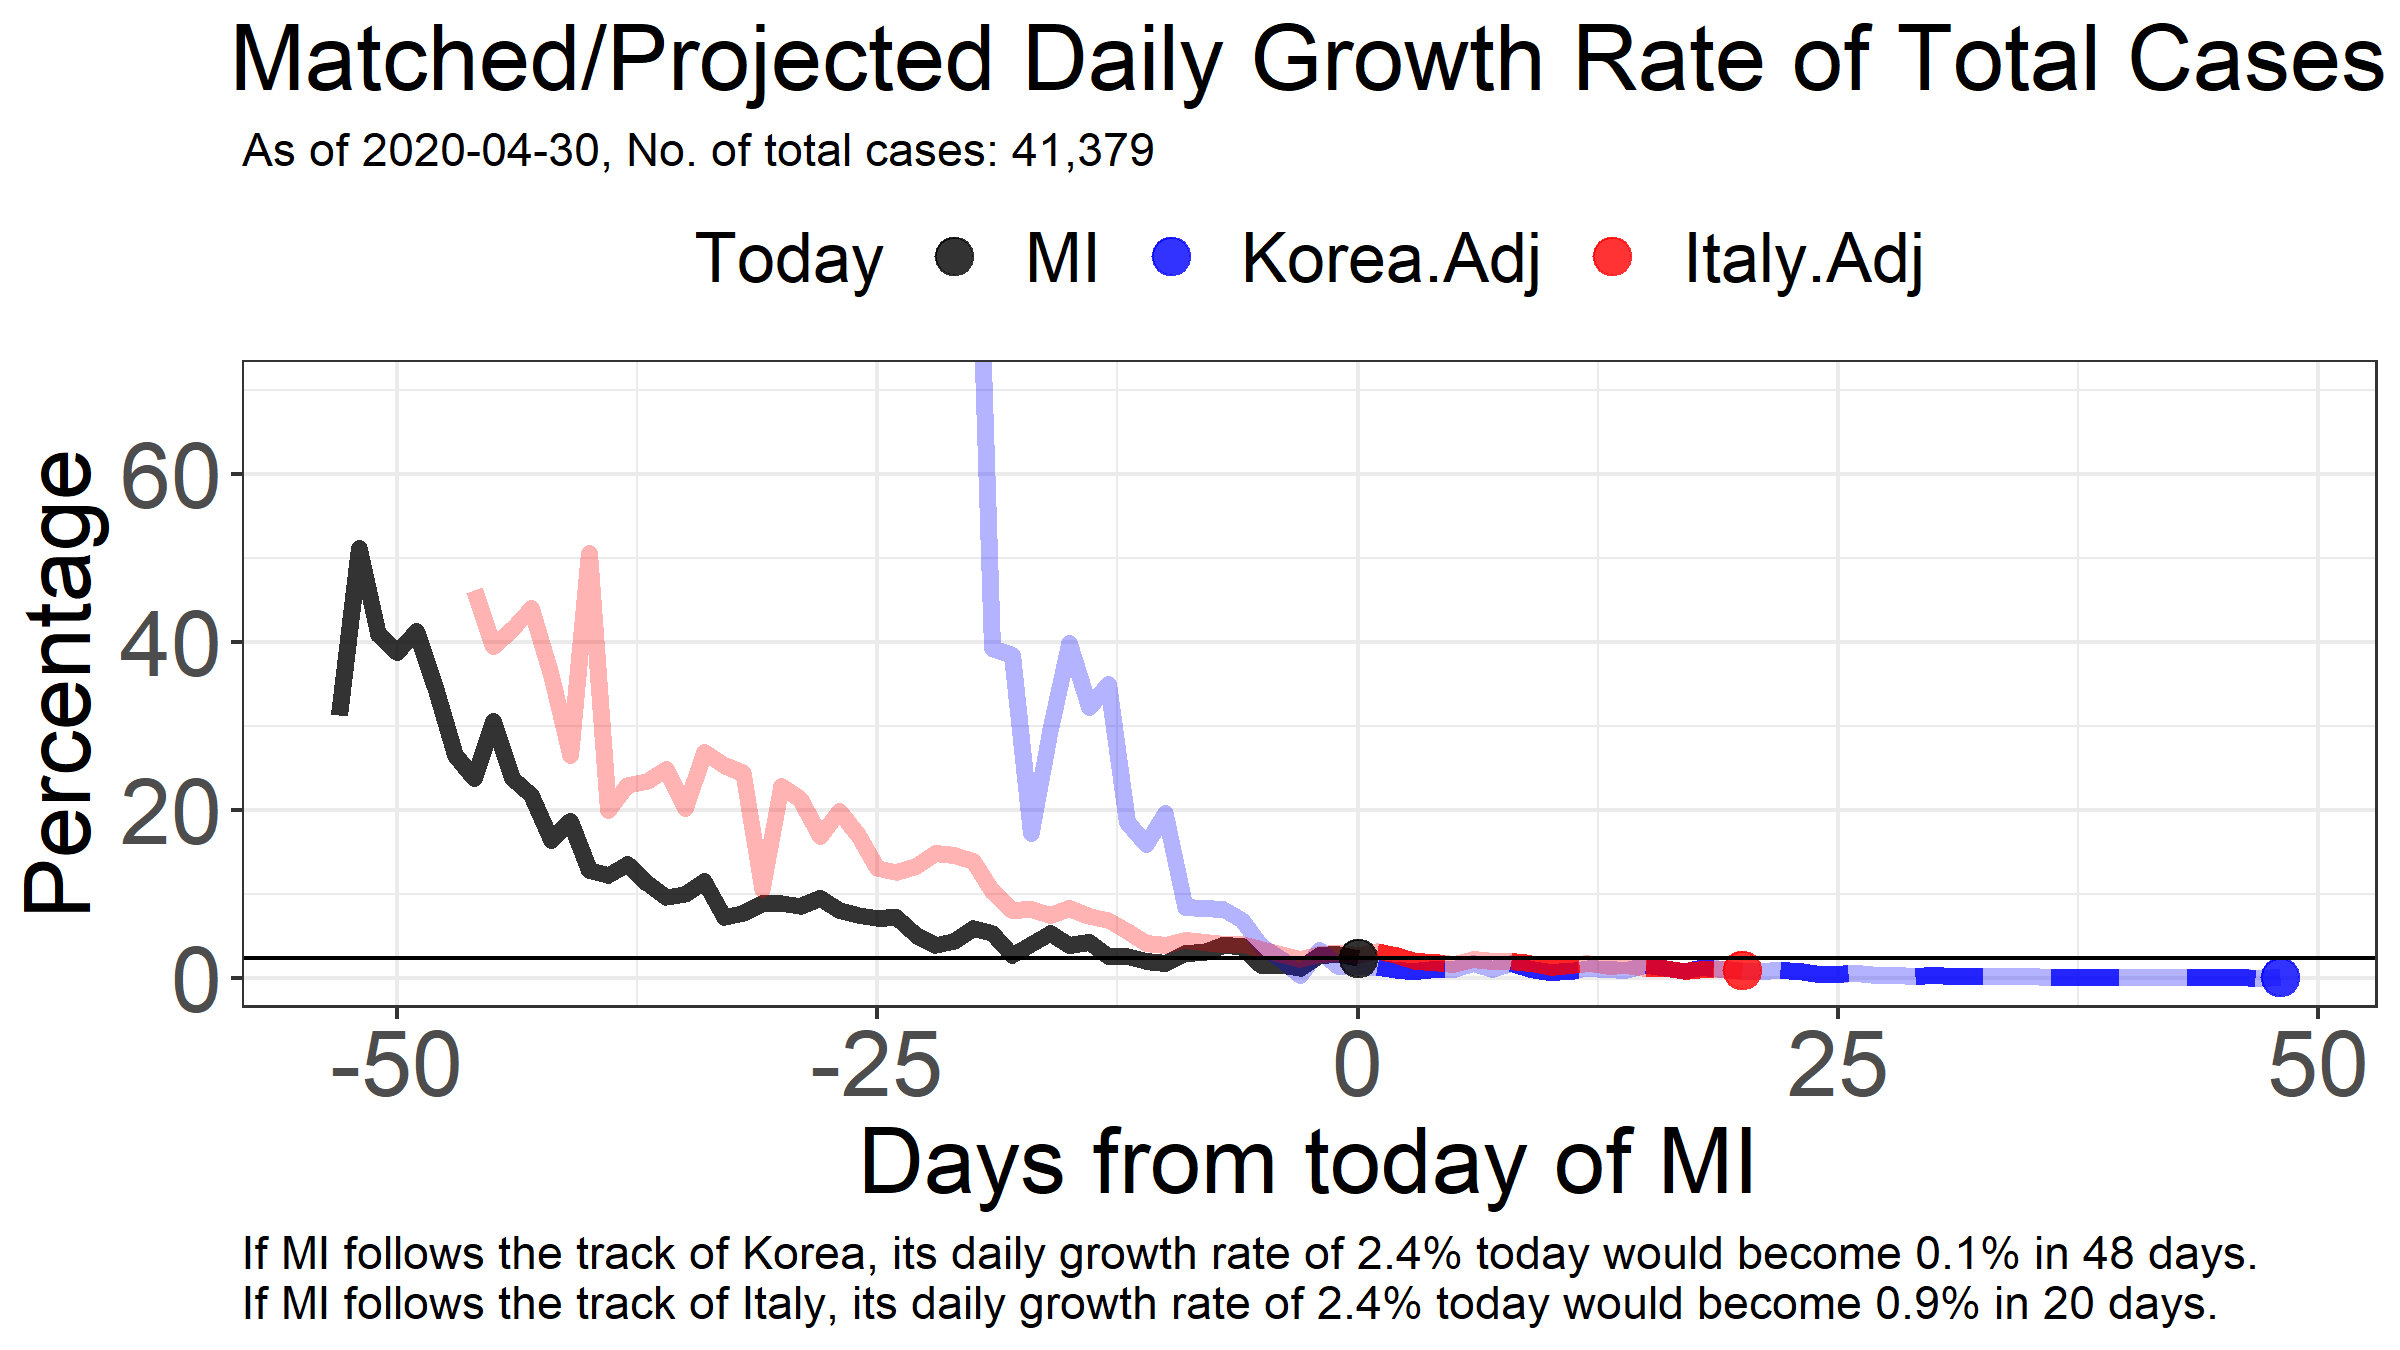 Matched/Projected Daily Growth Rate of Total Cases
As of 2020-04-30, No. of total cases: 41,379
Today MI Korea.Adj Italy.Adj
Percentage
60
40
20
0
-50 -25 0 25 50
Days from today of MI
If MI follows the track of Korea, its daily growth rate of 2.4% today would become 0.1% in 48 days.
If MI follows the track of Italy, its daily growth rate of 2.4% today would become 0.9% in 20 days.